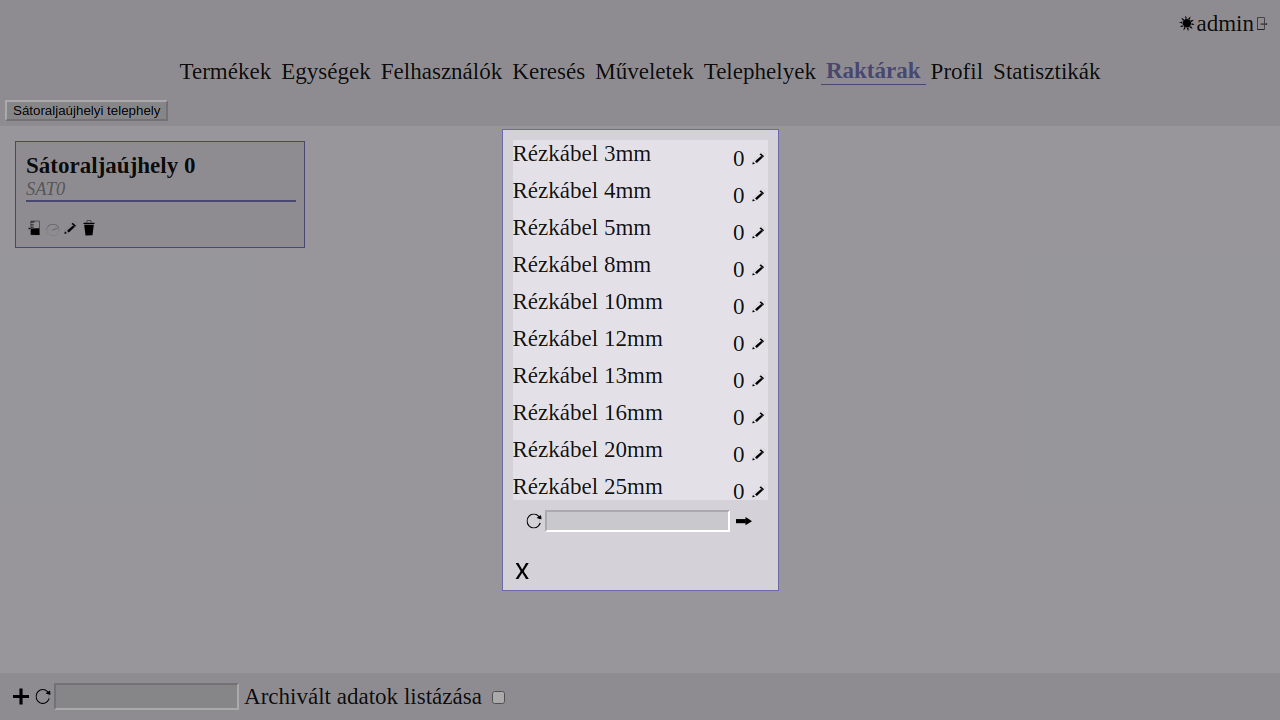 admin
Termékek Egységek Felhasználók Keresés Műveletek Telephelyek Raktárak Profil Statisztikák
Sátoraljaújhelyi telephely
Sátoraljaújhely 0
SAT0
Rézkábel 3mm 0
Rézkábel 4mm 0
Rézkábel 5mm 0
Rézkábel 8mm 0
Rézkábel 10mm 0
Rézkábel 12mm 0
Rézkábel 13mm 0
Rézkábel 16mm 0
Rézkábel 20mm 0
Rézkábel 25mm 0
X
Archivált adatok listázása